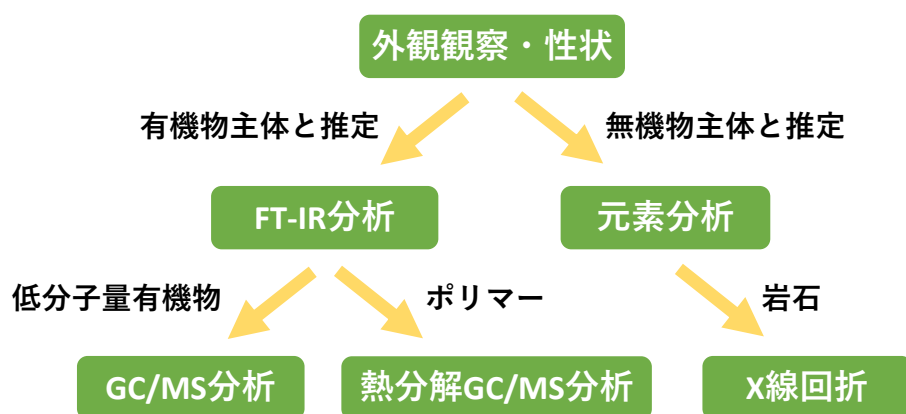 外観観察・性状
有機物主体と推定
無機物主体と推定
FT-IR分析
元素分析
低分子量有機物
ポリマー
岩石
GC/MS分析
熱分解GC/MS分析
X線回折